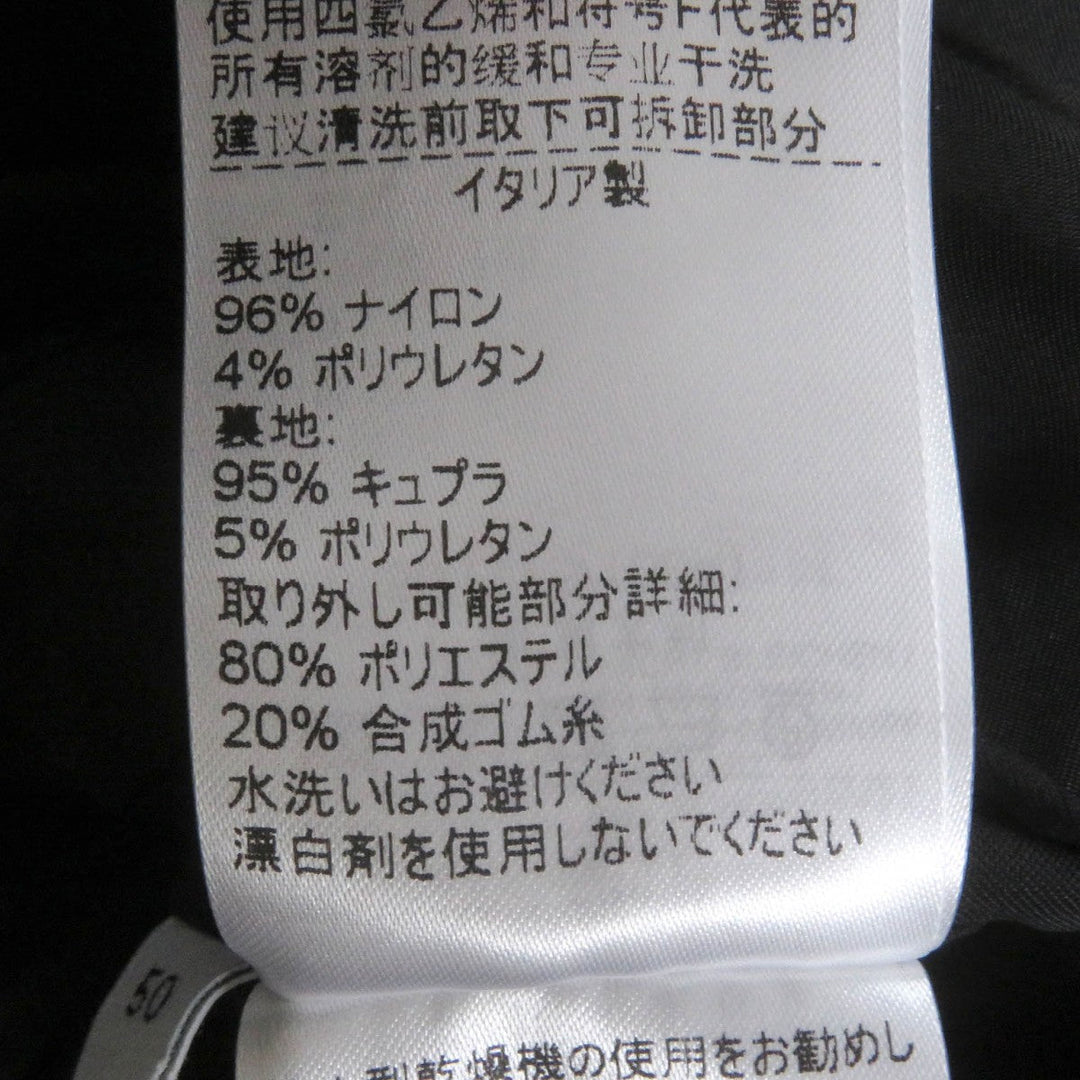 使用四氯乙烯和符号F代表的
所有溶剂的缓和专业干洗
建议清洗前取下可拆卸部分
イタリア製
表地:
96% ナイロン
4% ポリウレタン
裏地:
95% キュプラ
5% ポリウレタン
取り外し可能部分詳細:
80% ポリエステル
20% 合成ゴム糸
水洗いはお避けください
漂白剤を使用しないでください
50
型乾燥機の使用をお勧めし